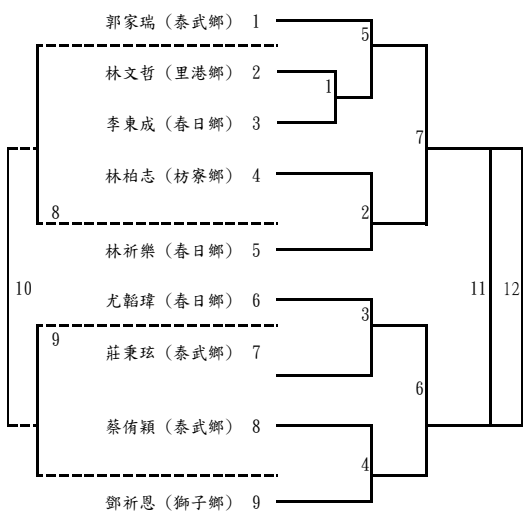 郭家瑞（泰武鄉） 1
5
林文哲（里港鄉） 2
1
李東成（春日鄉） 3
7
林柏志（枋寮鄉） 4
8
2
林祈樂（春日鄉） 5
10
11
12
尤韜瑋（春日鄉） 6
3
9
莊秉玹（泰武鄉） 7
6
蔡侑穎（泰武鄉） 8
4
鄧祈恩（獅子鄉） 9